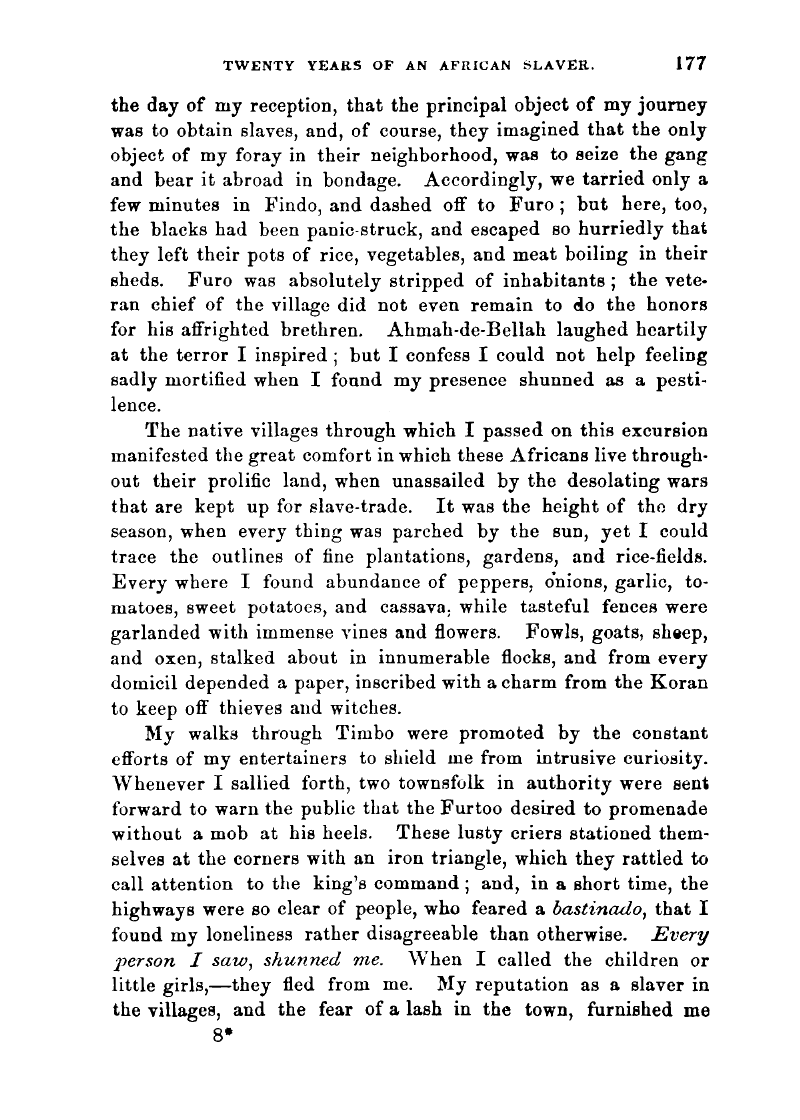 TWENTY YEARS OF AN AFRICAN SLAVER. 177
the day of my reception, that the principal object of my journey
was to obtain slaves, and, of course, they imagined that the only
object of my foray in their neighborhood, was to seize the gang
and bear it abroad in bondage. Accordingly, we tarried only a
few minutes in Findo, and dashed off to Furo ; but here, too,
the blacks had been panic-struck, and escaped so hurriedly that
they left their pots of rice, vegetables, and meat boiling in their
sheds. Furo was absolutely stripped of inhabitants ; the vete-
ran chief of the village did not even remain to do the honors
for his affrighted brethren. Ahmah-de-Bellah laughed heartily
at the terror I inspired ; but I confess I could not help feeling
sadly mortified when I found my presence shunned as a pesti-
lence.
The native villages through which I passed on this excursion
manifested the great comfort in which these Africans live through-
out their prolific land, when unassailed by the desolating wars
that are kept up for slave-trade. It was the height of the dry
season, when every thing was parched by the sun, yet I could
trace the outlines of fine plantations, gardens, and rice-fields.
Every where I found abundance of peppers, onions, garlic, to-
matoes, sweet potatoes, and cassava, while tasteful fences were
garlanded with immense vines and flowers. Fowls, goats, sheep,
and oxen, stalked about in innumerable flocks, and from every
domicil depended a paper, inscribed with a charm from the Koran
to keep off thieves and witches.
My walks through Timbo were promoted by the constant
efforts of my entertainers to shield me from intrusive curiosity.
Whenever I sallied forth, two townsfolk in authority were sent
forward to warn the public that the Furtoo desired to promenade
without a mob at his heels. These lusty criers stationed them-
selves at the corners with an iron triangle, which they rattled to
call attention to the king's command ; and, in a short time, the
highways were so clear of people, who feared a bastinado, that I
found my loneliness rather disagreeable than otherwise. Every
person I saw, shunned me. When I called the children or
little girls,—they fled from me. My reputation as a slaver in
the villages, and the fear of a lash in the town, furnished me
8*